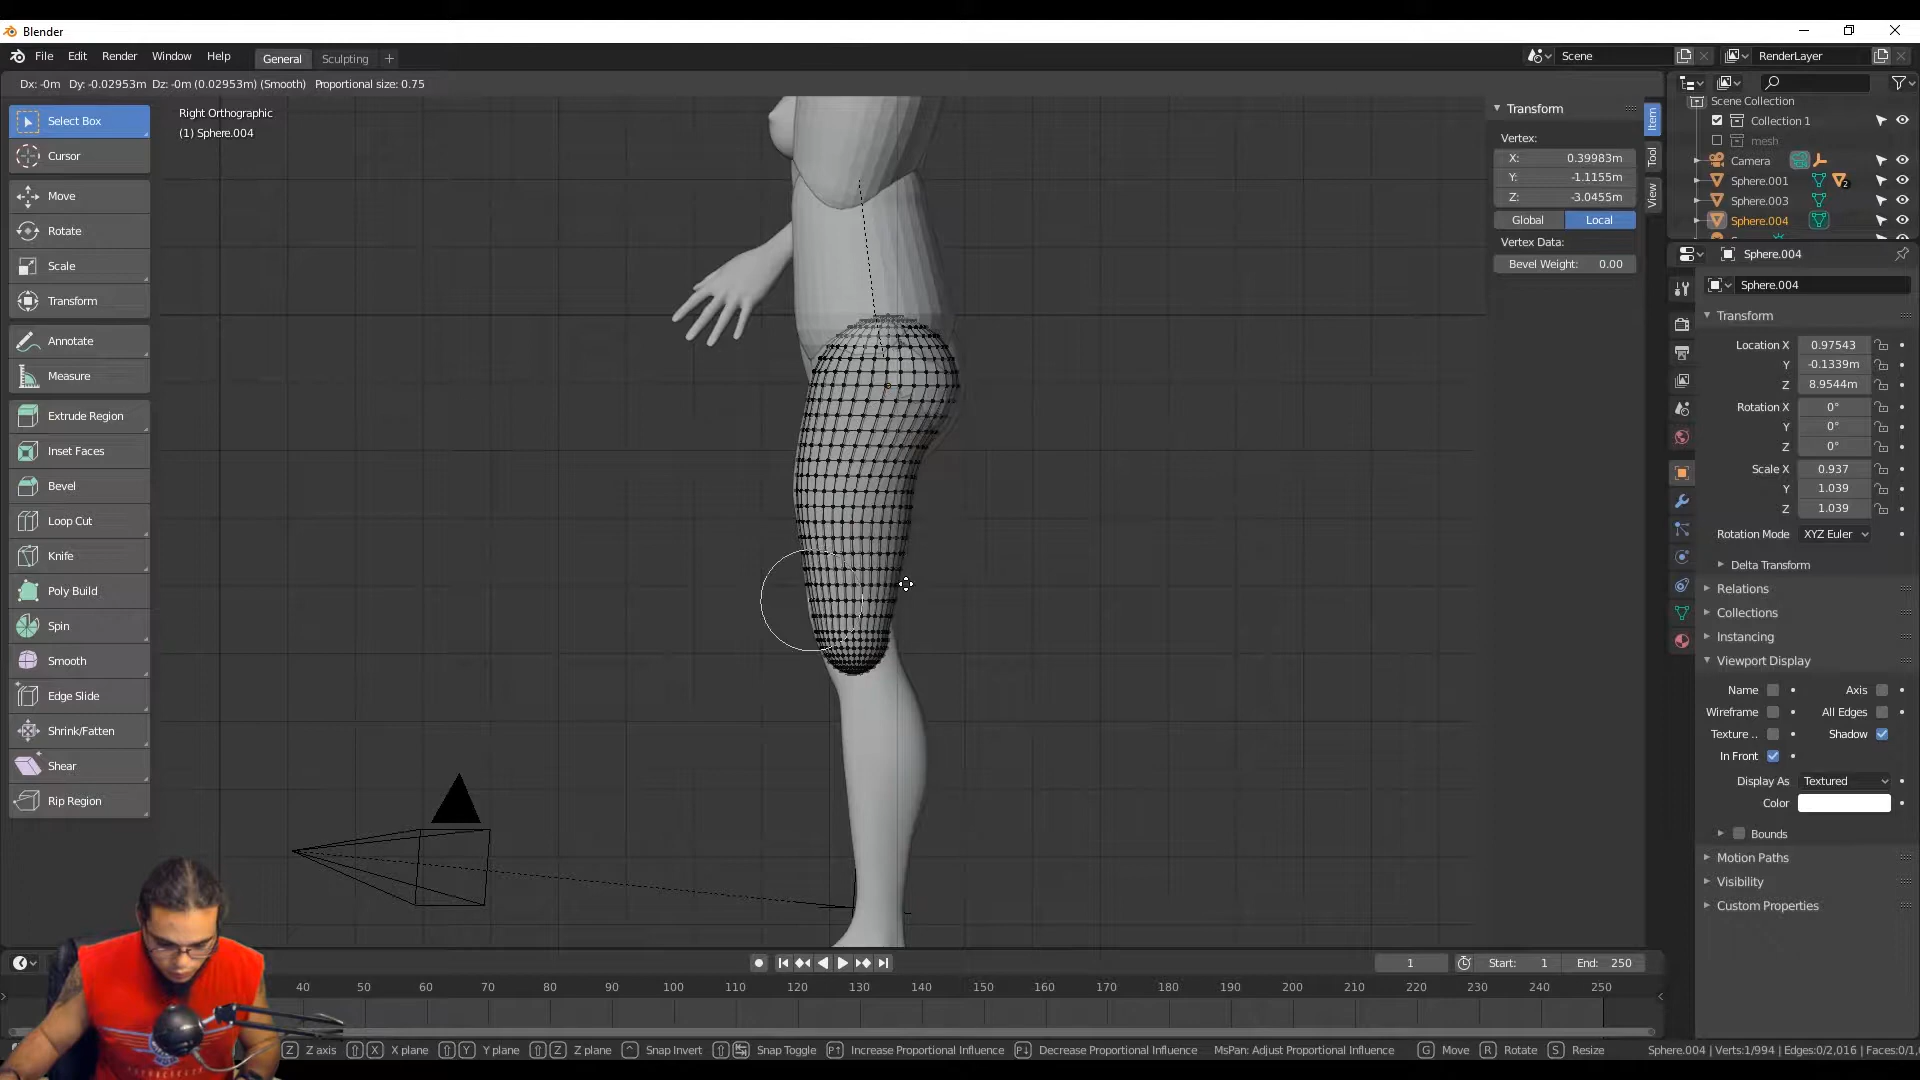 Blender
File Edit Render Window Help General Sculpting + Scene RenderLayer
Dx: -0m Dy: -0.02953m Dz: -0m (0.02953m) (Smooth) Proportional size: 0.75
Right Orthographic
(1) Sphere.004
Select Box
Cursor
Move
Rotate
Scale
Transform
Annotate
Measure
Extrude Region
Inset Faces
Bevel
Loop Cut
Knife
Poly Build
Spin
Smooth
Edge Slide
Shrink/Fatten
Shear
Rip Region
Transform
Vertex:
X: 0.39983m
Y: -1.1155m
Z: -3.0455m
Global Local
Vertex Data:
Bevel Weight: 0.00
Item
Tool
View
Scene Collection
Collection 1
mesh
Camera
Sphere.001 2
Sphere.003
Sphere.004
Sphere.004
Sphere.004
Transform
Location X 0.97543
Y -0.1339m
Z 8.9544m
Rotation X 0°
Y 0°
Z 0°
Scale X 0.937
Y 1.039
Z 1.039
Rotation Mode XYZ Euler
Delta Transform
Relations
Collections
Instancing
Viewport Display
Name Axis
Wireframe All Edges
Texture .. Shadow
In Front
Display As Textured
Color
Bounds
Motion Paths
Visibility
Custom Properties
1 Start: 1 End: 250
40 50 60 70 80 90 100 110 120 130 140 150 160 170 180 190 200 210 220 230 240 250
Z Z axis X X plane Y Y plane Z Z plane Snap Invert Snap Toggle Increase Proportional Influence Decrease Proportional Influence MsPan: Adjust Proportional Influence G Move R Rotate S Resize Sphere.004 | Verts:1/994 | Edges:0/2,016 | Faces:0/1,